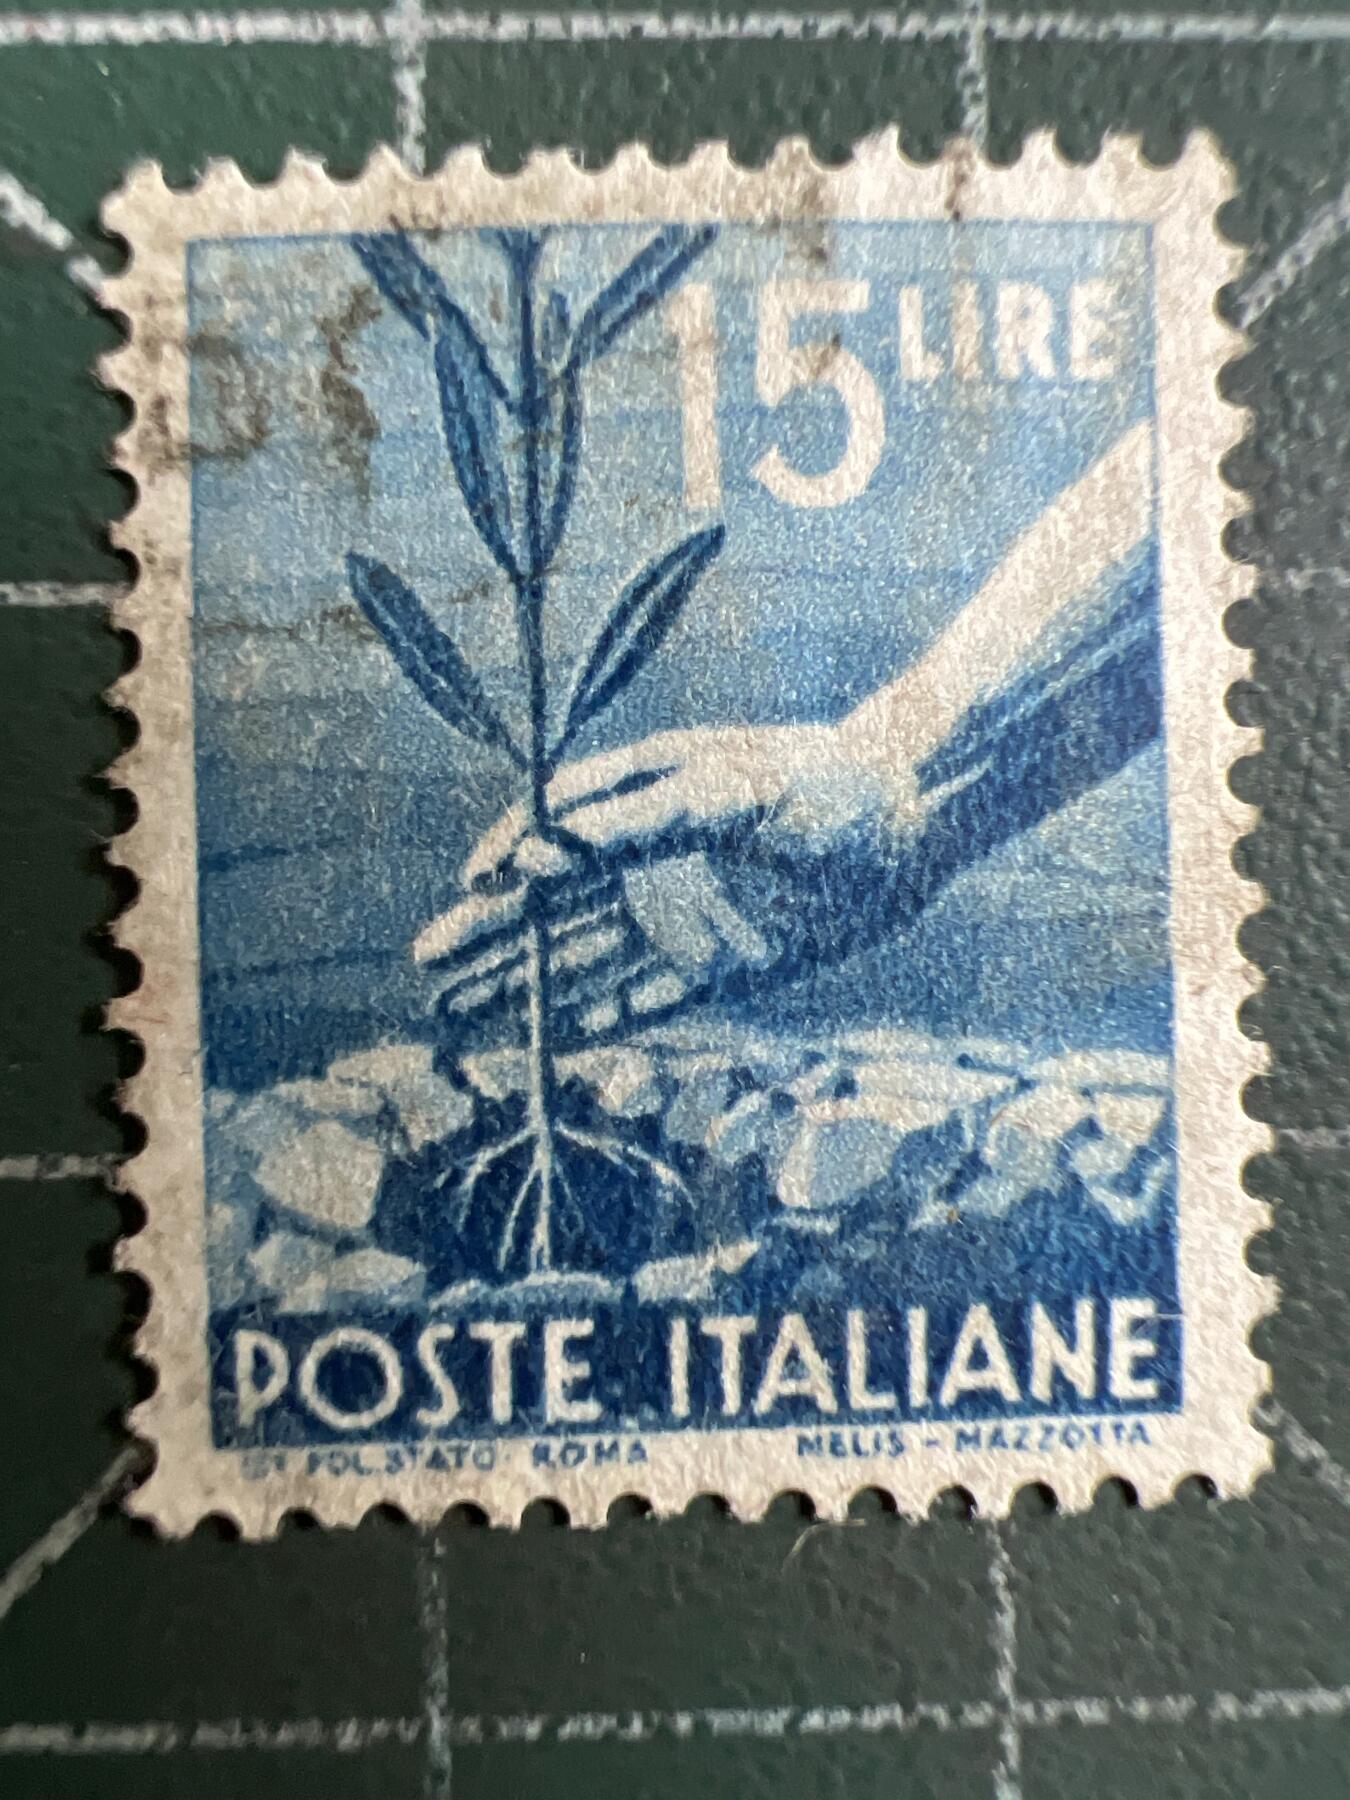 15 LIRE
POSTE ITALIANE
IST. POL. STATO · ROMA MELIS - MAZZOTTA